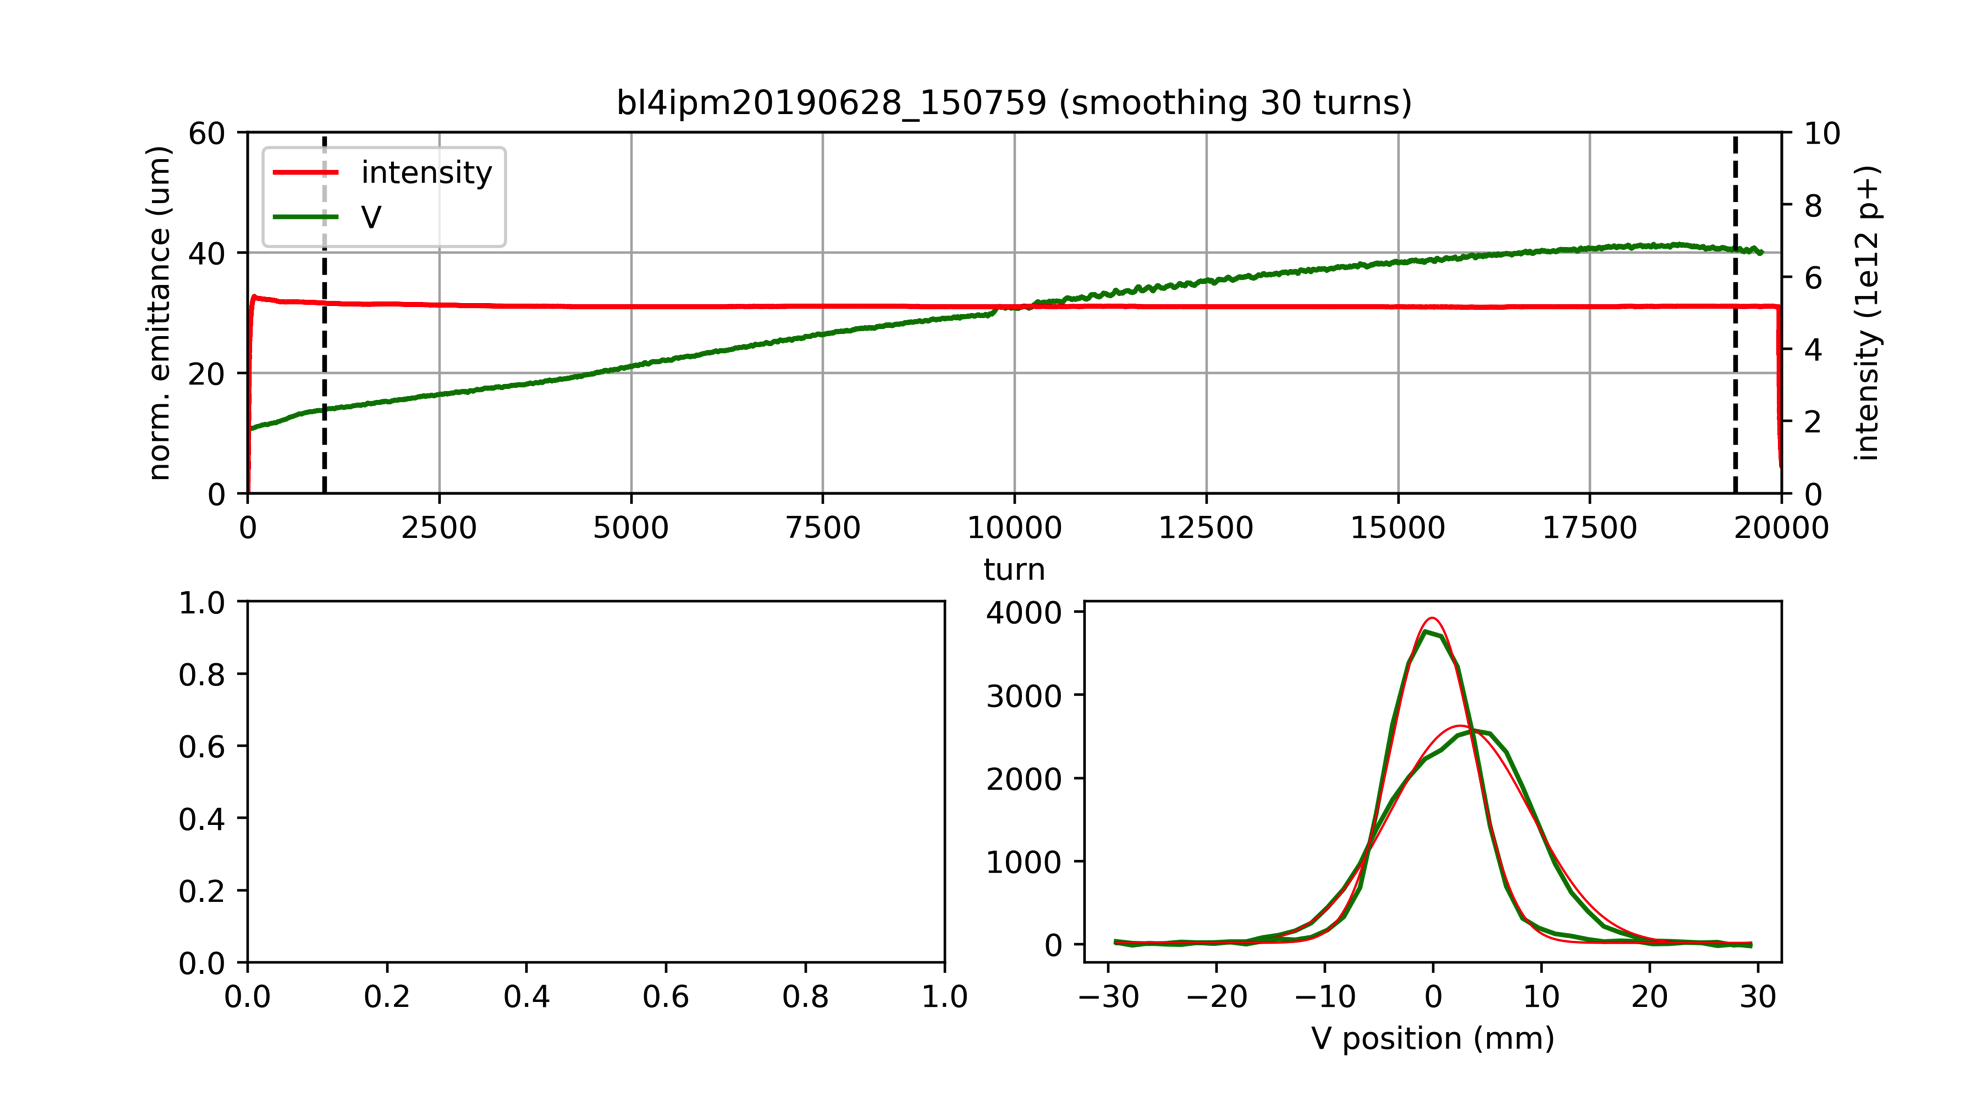 bl4ipm20190628_150759 (smoothing 30 turns)
norm. emittance (um)
60
40
20
0
intensity
V
10
8
6
4
2
0
intensity (1e12 p+)
0 2500 5000 7500 10000 12500 15000 17500 20000
turn
1.0
0.8
0.6
0.4
0.2
0.0
0.0 0.2 0.4 0.6 0.8 1.0
4000
3000
2000
1000
0
−30 −20 −10 0 10 20 30
V position (mm)